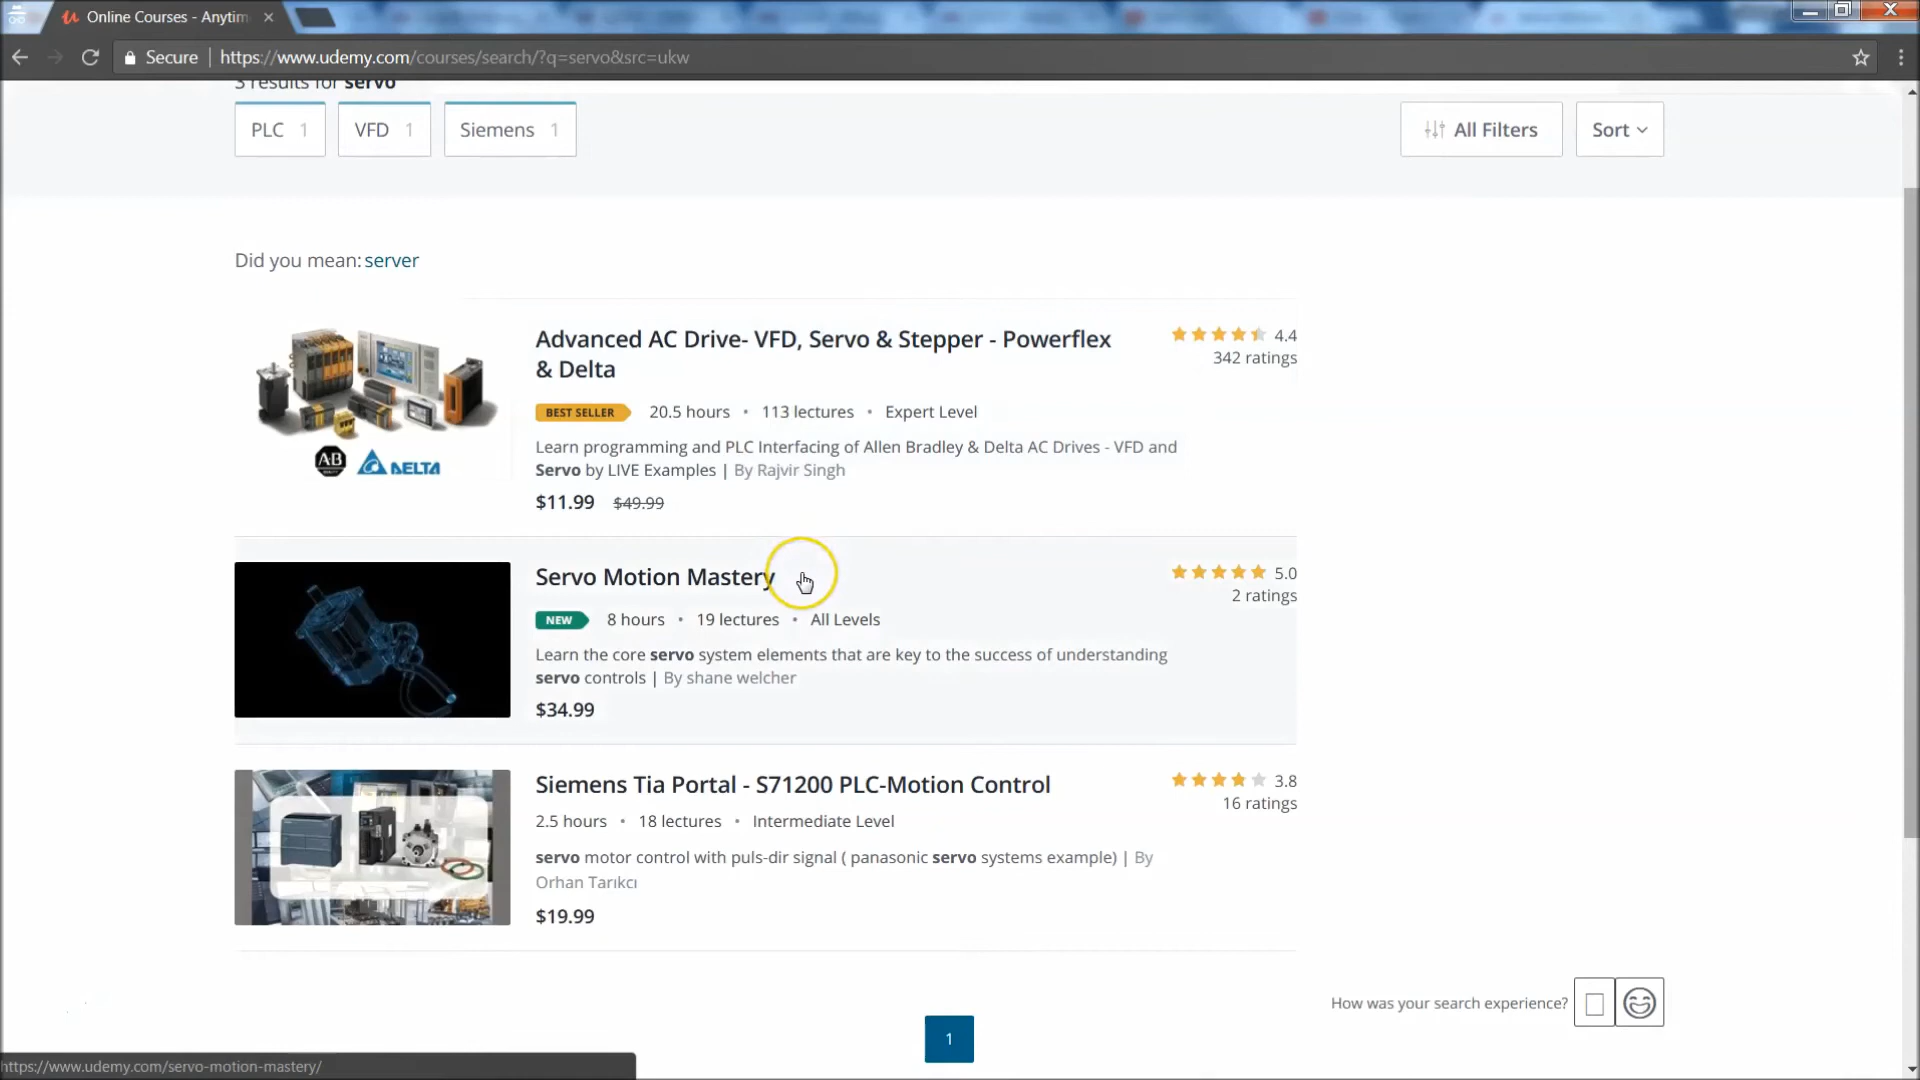 Online Courses - Anytim
Secure
https://www.udemy.com/courses/search/?q=servo&src=ukw
3 results for servo
PLC 1
VFD 1
Siemens 1
All Filters
Sort
Did you mean: server
Advanced AC Drive- VFD, Servo & Stepper - Powerflex
& Delta
4.4
342 ratings
BEST SELLER 20.5 hours • 113 lectures • Expert Level
Learn programming and PLC Interfacing of Allen Bradley & Delta AC Drives - VFD and
Servo by LIVE Examples | By Rajvir Singh
$11.99 $49.99
AB
DELTA
Servo Motion Mastery
5.0
2 ratings
NEW 8 hours • 19 lectures • All Levels
Learn the core servo system elements that are key to the success of understanding
servo controls | By shane welcher
$34.99
Siemens Tia Portal - S71200 PLC-Motion Control
3.8
16 ratings
2.5 hours • 18 lectures • Intermediate Level
servo motor control with puls-dir signal ( panasonic servo systems example) | By
Orhan Tarıkcı
$19.99
How was your search experience?
1
https://www.udemy.com/servo-motion-mastery/